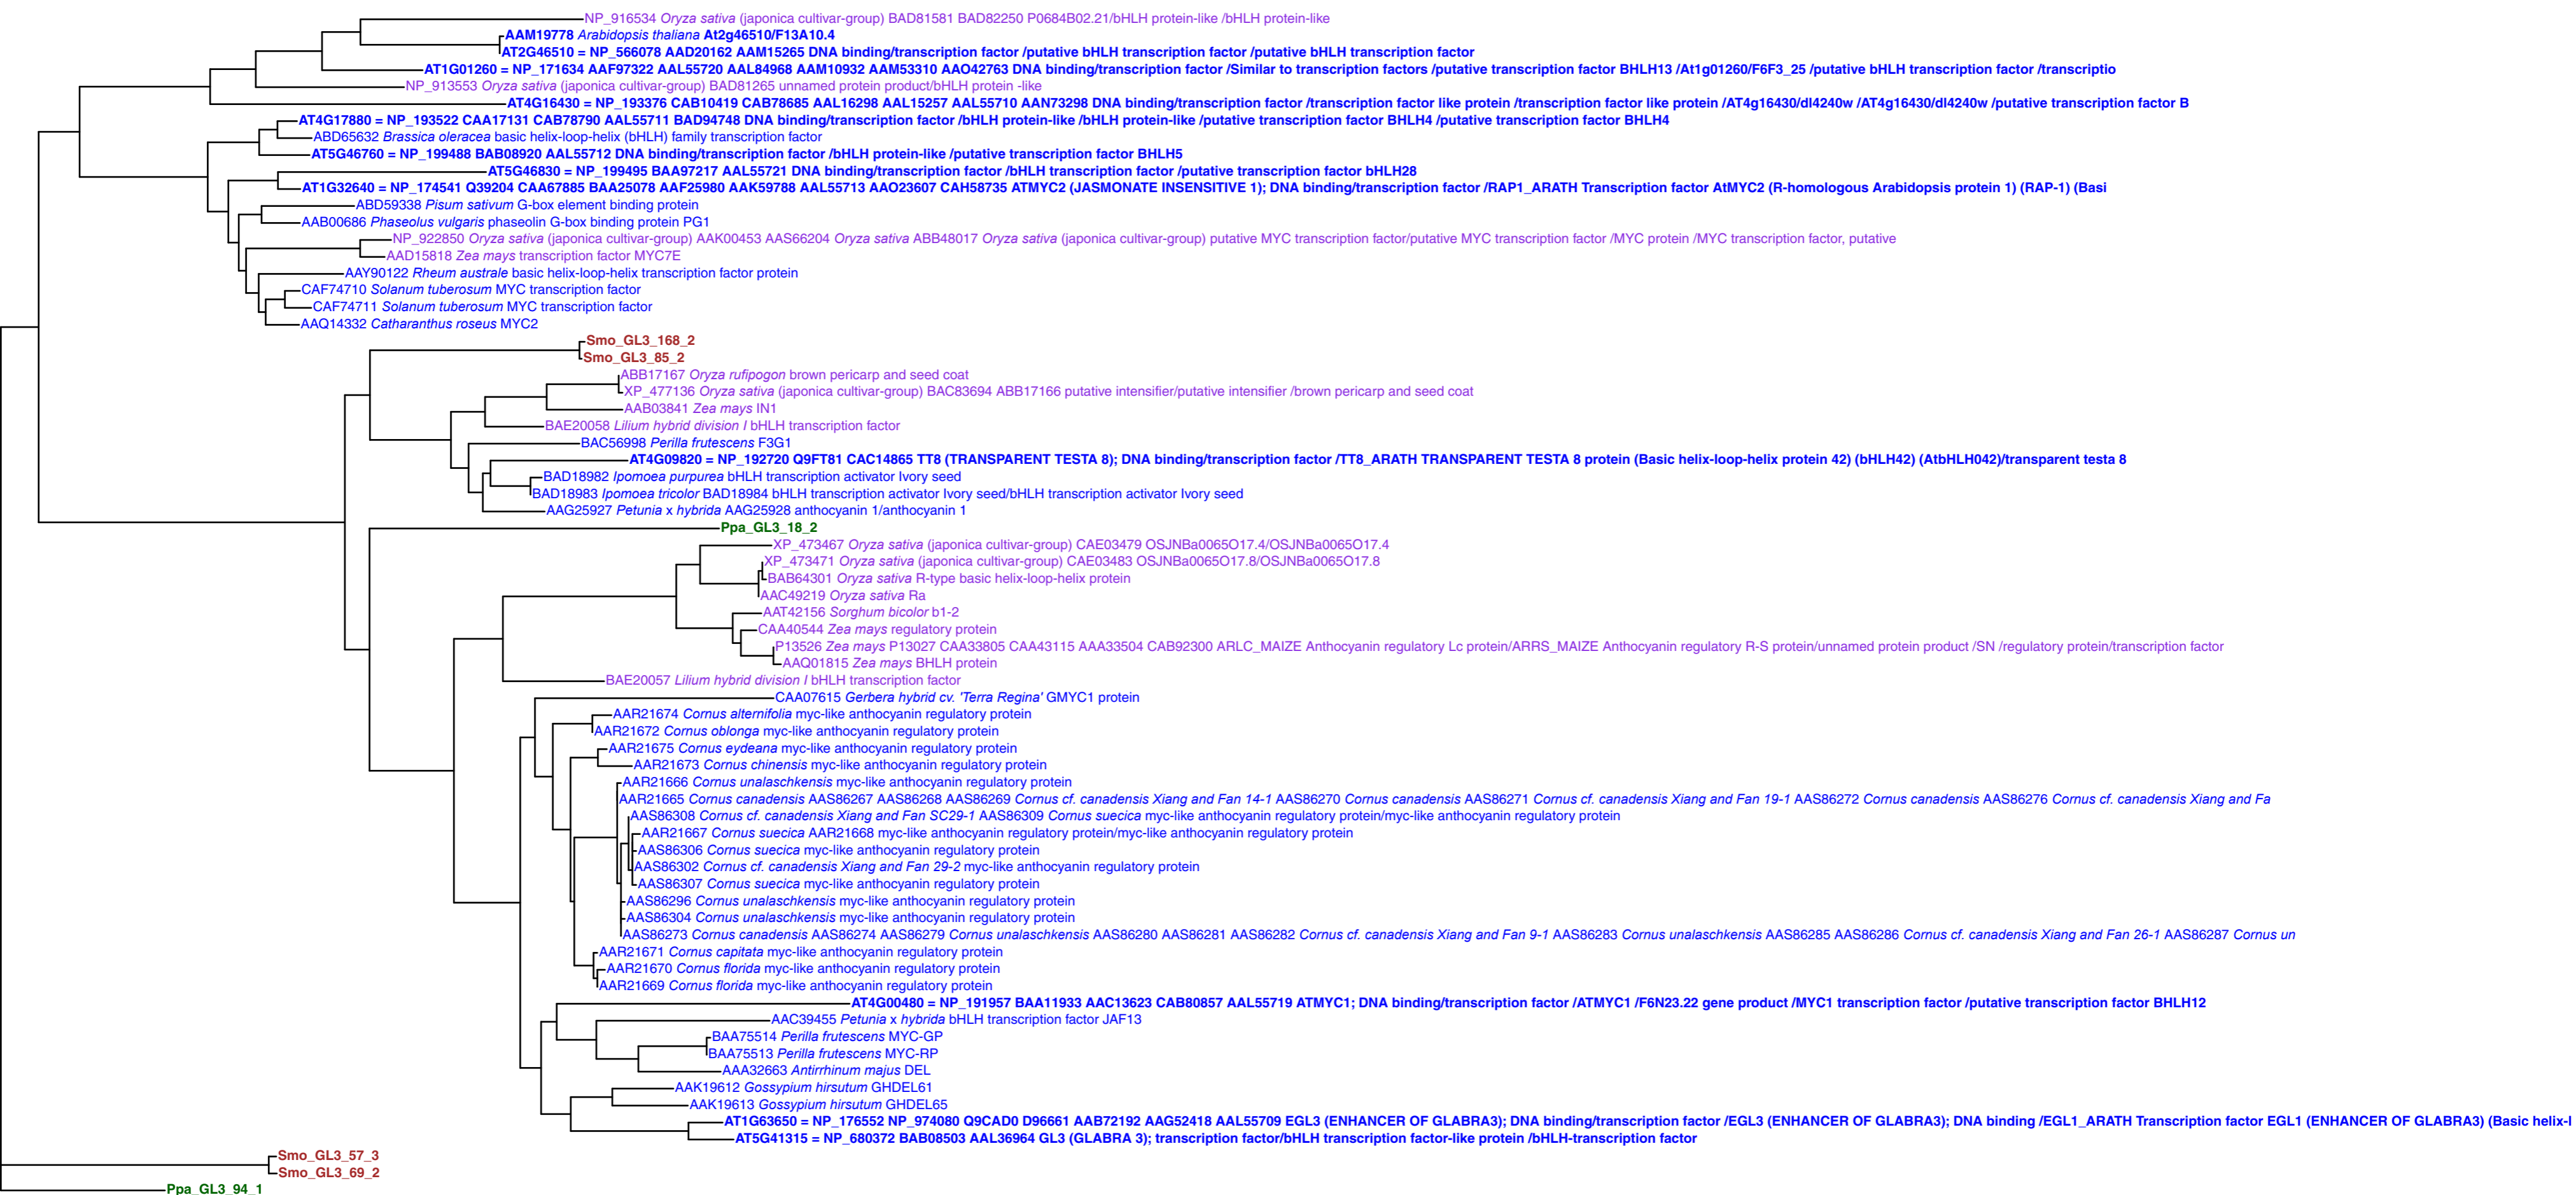 NP_916534 Oryza sativa (japonica cultivar-group) BAD81581 BAD82250 P0684B02.21/bHLH protein-like /bHLH protein-like
AAM19778 Arabidopsis thaliana At2g46510/F13A10.4
AT2G46510 = NP_566078 AAD20162 AAM15265 DNA binding/transcription factor /putative bHLH transcription factor /putative bHLH transcription factor
AT1G01260 = NP_171634 AAF97322 AAL55720 AAL84968 AAM10932 AAM53310 AAO42763 DNA binding/transcription factor /Similar to transcription factors /putative transcription factor BHLH13 /At1g01260/F6F3_25 /putative bHLH transcription factor /transcriptio
NP_913553 Oryza sativa (japonica cultivar-group) BAD81265 unnamed protein product/bHLH protein -like
AT4G16430 = NP_193376 CAB10419 CAB78685 AAL16298 AAL15257 AAL55710 AAN73298 DNA binding/transcription factor /transcription factor like protein /transcription factor like protein /AT4g16430/dl4240w /AT4g16430/dl4240w /putative transcription factor B
AT4G17880 = NP_193522 CAA17131 CAB78790 AAL55711 BAD94748 DNA binding/transcription factor /bHLH protein-like /bHLH protein-like /putative transcription factor BHLH4 /putative transcription factor BHLH4
ABD65632 Brassica oleracea basic helix-loop-helix (bHLH) family transcription factor
AT5G46760 = NP_199488 BAB08920 AAL55712 DNA binding/transcription factor /bHLH protein-like /putative transcription factor BHLH5
AT5G46830 = NP_199495 BAA97217 AAL55721 DNA binding/transcription factor /bHLH transcription factor /putative transcription factor bHLH28
AT1G32640 = NP_174541 Q39204 CAA67885 BAA25078 AAF25980 AAK59788 AAL55713 AAO23607 CAH58735 ATMYC2 (JASMONATE INSENSITIVE 1); DNA binding/transcription factor /RAP1_ARATH Transcription factor AtMYC2 (R-homologous Arabidopsis protein 1) (RAP-1) (Basi
ABD59338 Pisum sativum G-box element binding protein
AAB00686 Phaseolus vulgaris phaseolin G-box binding protein PG1
NP_922850 Oryza sativa (japonica cultivar-group) AAK00453 AAS66204 Oryza sativa ABB48017 Oryza sativa (japonica cultivar-group) putative MYC transcription factor/putative MYC transcription factor /MYC protein /MYC transcription factor, putative
AAD15818 Zea mays transcription factor MYC7E
AAY90122 Rheum australe basic helix-loop-helix transcription factor protein
CAF74710 Solanum tuberosum MYC transcription factor
CAF74711 Solanum tuberosum MYC transcription factor
AAQ14332 Catharanthus roseus MYC2
Smo_GL3_168_2
Smo_GL3_85_2
ABB17167 Oryza rufipogon brown pericarp and seed coat
XP_477136 Oryza sativa (japonica cultivar-group) BAC83694 ABB17166 putative intensifier/putative intensifier /brown pericarp and seed coat
AAB03841 Zea mays IN1
BAE20058 Lilium hybrid division I bHLH transcription factor
BAC56998 Perilla frutescens F3G1
AT4G09820 = NP_192720 Q9FT81 CAC14865 TT8 (TRANSPARENT TESTA 8); DNA binding/transcription factor /TT8_ARATH TRANSPARENT TESTA 8 protein (Basic helix-loop-helix protein 42) (bHLH42) (AtbHLH042)/transparent testa 8
BAD18982 Ipomoea purpurea bHLH transcription activator Ivory seed
BAD18983 Ipomoea tricolor BAD18984 bHLH transcription activator Ivory seed/bHLH transcription activator Ivory seed
AAG25927 Petunia x hybrida AAG25928 anthocyanin 1/anthocyanin 1
Ppa_GL3_18_2
XP_473467 Oryza sativa (japonica cultivar-group) CAE03479 OSJNBa0065O17.4/OSJNBa0065O17.4
XP_473471 Oryza sativa (japonica cultivar-group) CAE03483 OSJNBa0065O17.8/OSJNBa0065O17.8
BAB64301 Oryza sativa R-type basic helix-loop-helix protein
AAC49219 Oryza sativa Ra
AAT42156 Sorghum bicolor b1-2
CAA40544 Zea mays regulatory protein
P13526 Zea mays P13027 CAA33805 CAA43115 AAA33504 CAB92300 ARLC_MAIZE Anthocyanin regulatory Lc protein/ARRS_MAIZE Anthocyanin regulatory R-S protein/unnamed protein product /SN /regulatory protein/transcription factor
AAQ01815 Zea mays BHLH protein
BAE20057 Lilium hybrid division I bHLH transcription factor
CAA07615 Gerbera hybrid cv. 'Terra Regina' GMYC1 protein
AAR21674 Cornus alternifolia myc-like anthocyanin regulatory protein
AAR21672 Cornus oblonga myc-like anthocyanin regulatory protein
AAR21675 Cornus eydeana myc-like anthocyanin regulatory protein
AAR21673 Cornus chinensis myc-like anthocyanin regulatory protein
AAR21666 Cornus unalaschkensis myc-like anthocyanin regulatory protein
AAR21665 Cornus canadensis AAS86267 AAS86268 AAS86269 Cornus cf. canadensis Xiang and Fan 14-1 AAS86270 Cornus canadensis AAS86271 Cornus cf. canadensis Xiang and Fan 19-1 AAS86272 Cornus canadensis AAS86276 Cornus cf. canadensis Xiang and Fa
AAS86308 Cornus cf. canadensis Xiang and Fan SC29-1 AAS86309 Cornus suecica myc-like anthocyanin regulatory protein/myc-like anthocyanin regulatory protein
AAR21667 Cornus suecica AAR21668 myc-like anthocyanin regulatory protein/myc-like anthocyanin regulatory protein
AAS86306 Cornus suecica myc-like anthocyanin regulatory protein
AAS86302 Cornus cf. canadensis Xiang and Fan 29-2 myc-like anthocyanin regulatory protein
AAS86307 Cornus suecica myc-like anthocyanin regulatory protein
AAS86296 Cornus unalaschkensis myc-like anthocyanin regulatory protein
AAS86304 Cornus unalaschkensis myc-like anthocyanin regulatory protein
AAS86273 Cornus canadensis AAS86274 AAS86279 Cornus unalaschkensis AAS86280 AAS86281 AAS86282 Cornus cf. canadensis Xiang and Fan 9-1 AAS86283 Cornus unalaschkensis AAS86285 AAS86286 Cornus cf. canadensis Xiang and Fan 26-1 AAS86287 Cornus un
AAR21671 Cornus capitata myc-like anthocyanin regulatory protein
AAR21670 Cornus florida myc-like anthocyanin regulatory protein
AAR21669 Cornus florida myc-like anthocyanin regulatory protein
AT4G00480 = NP_191957 BAA11933 AAC13623 CAB80857 AAL55719 ATMYC1; DNA binding/transcription factor /ATMYC1 /F6N23.22 gene product /MYC1 transcription factor /putative transcription factor BHLH12
AAC39455 Petunia x hybrida bHLH transcription factor JAF13
BAA75514 Perilla frutescens MYC-GP
BAA75513 Perilla frutescens MYC-RP
AAA32663 Antirrhinum majus DEL
AAK19612 Gossypium hirsutum GHDEL61
AAK19613 Gossypium hirsutum GHDEL65
AT1G63650 = NP_176552 NP_974080 Q9CAD0 D96661 AAB72192 AAG52418 AAL55709 EGL3 (ENHANCER OF GLABRA3); DNA binding/transcription factor /EGL3 (ENHANCER OF GLABRA3); DNA binding /EGL1_ARATH Transcription factor EGL1 (ENHANCER OF GLABRA3) (Basic helix-l
AT5G41315 = NP_680372 BAB08503 AAL36964 GL3 (GLABRA 3); transcription factor/bHLH transcription factor-like protein /bHLH-transcription factor
Smo_GL3_57_3
Smo_GL3_69_2
Ppa_GL3_94_1